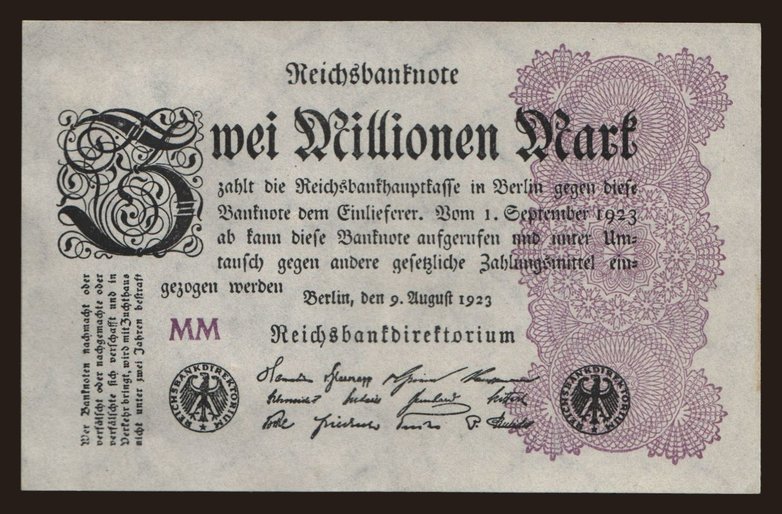 Reichsbanknote
Zwei Millionen Mark
zahlt die Reichsbankhauptkasse in Berlin gegen diese
Banknote dem Einlieferer. Vom 1. September 1923
ab kann diese Banknote aufgerufen und unter Um-
tausch gegen andere gesetzliche Zahlungsmittel ein-
gezogen werden
Berlin, den 9. August 1923
MM
Reichsbankdirektorium
Wer Banknoten nachmacht oder
verfälscht oder nachgemachte oder
verfälschte sich verschafft und in
Verkehr bringt, wird mit Zuchthaus
nicht unter zwei Jahren bestraft
REICHSBANKDIREKTORIUM
REICHSBANKDIREKTORIUM